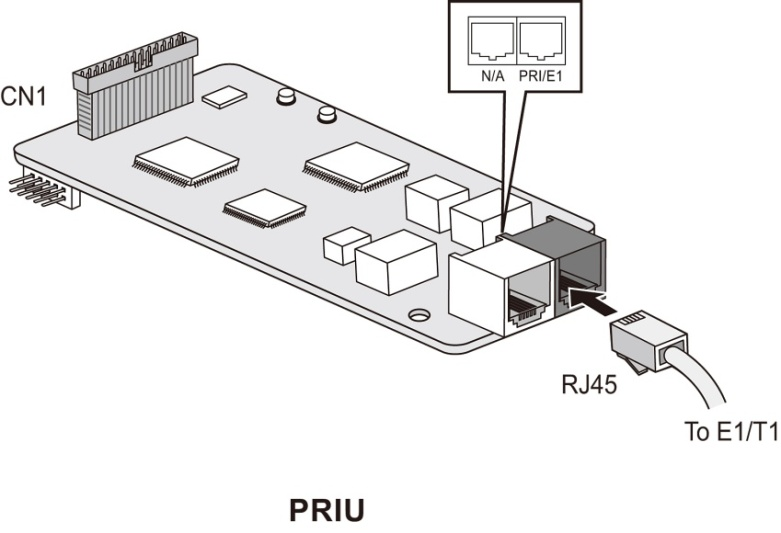 N/A PRI/E1
CN1
RJ45
To E1/T1
PRIU